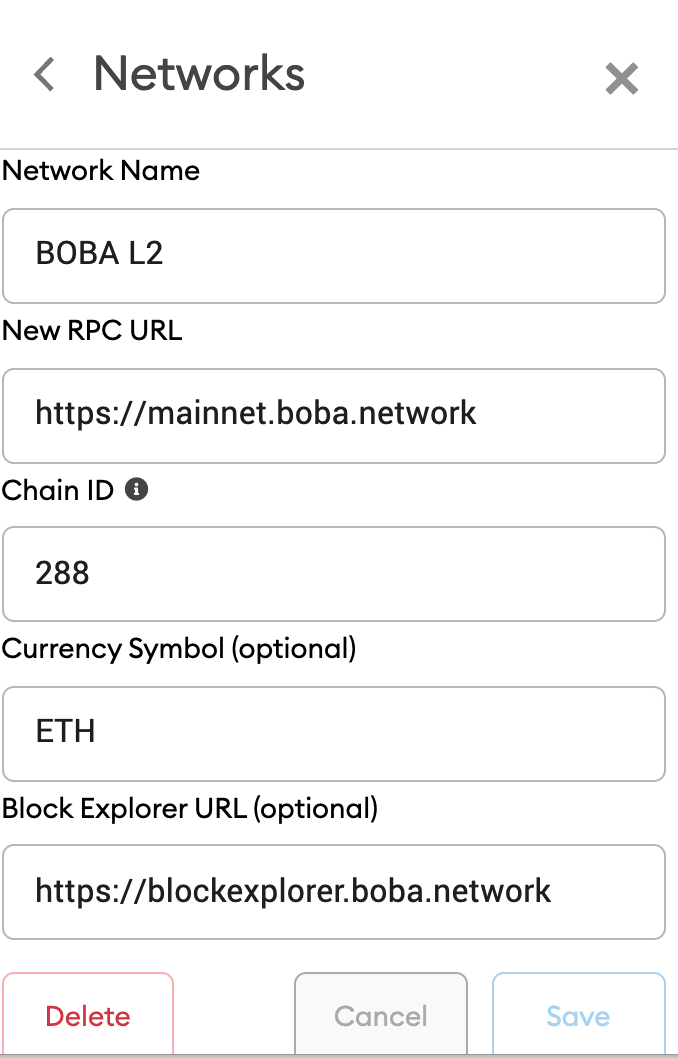 Networks
Network Name
BOBA L2
New RPC URL
https://mainnet.boba.network
Chain ID
288
Currency Symbol (optional)
ETH
Block Explorer URL (optional)
https://blockexplorer.boba.network
Delete
Cancel
Save